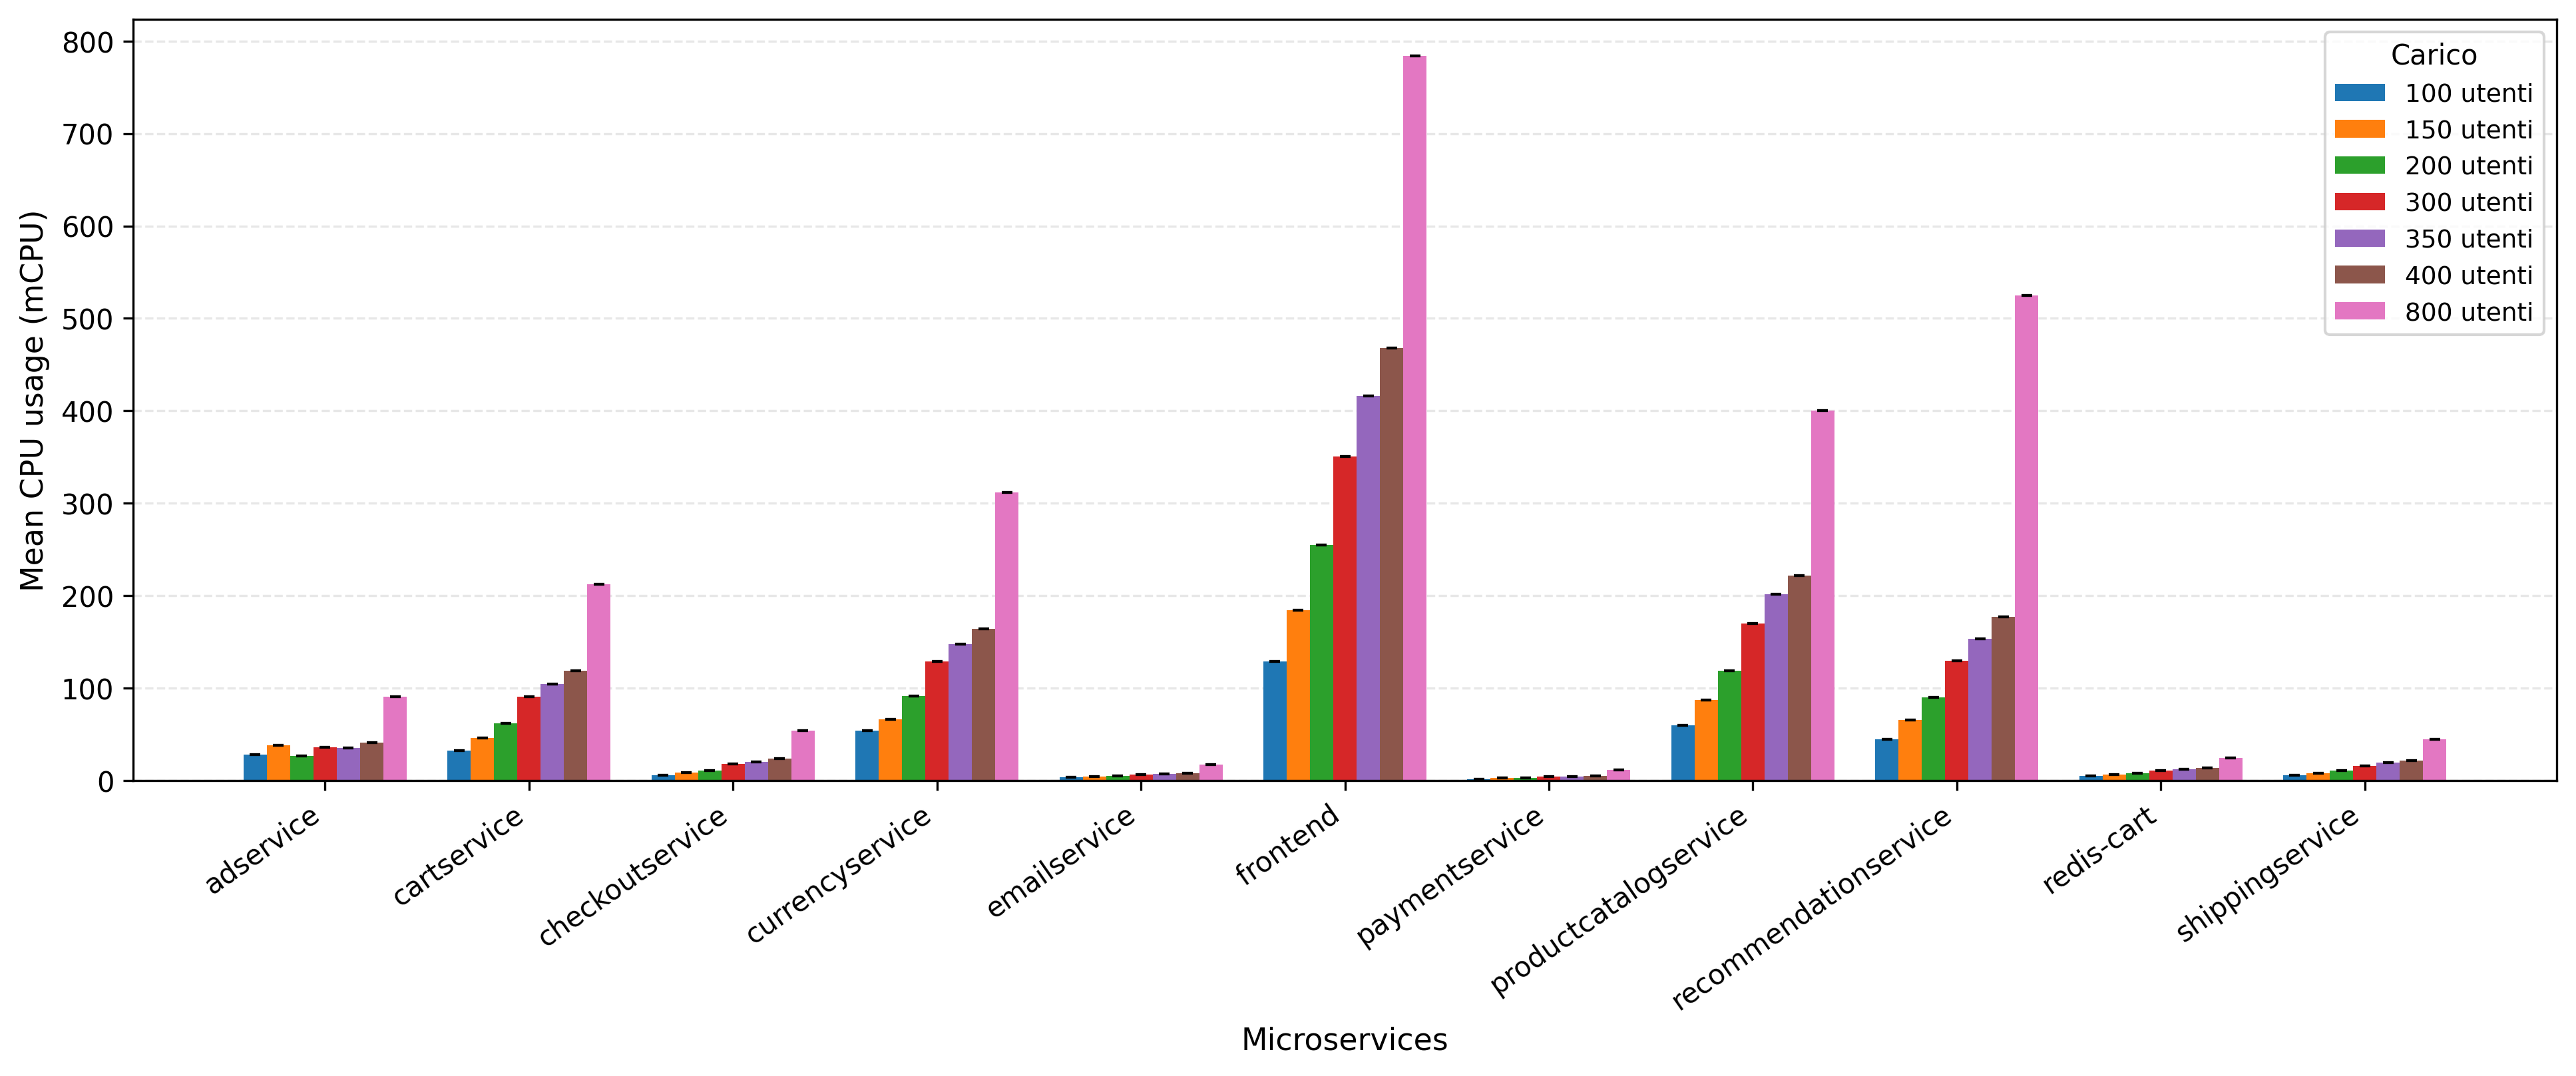 Mean CPU usage (mCPU)
800
700
600
500
400
300
200
100
0
Carico
100 utenti
150 utenti
200 utenti
300 utenti
350 utenti
400 utenti
800 utenti
adservice
cartservice
checkoutservice
currencyservice
emailservice
frontend
paymentservice
productcatalogservice
recommendationservice
redis-cart
shippingservice
Microservices